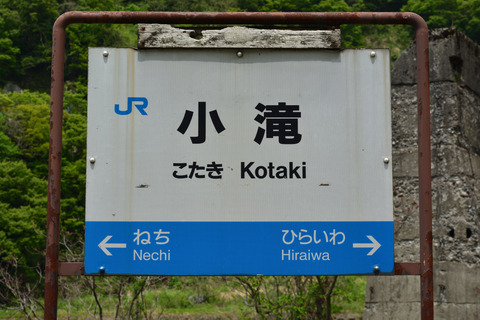 JR
小滝
こたき Kotaki
← ねち ひらいわ →
Nechi Hiraiwa